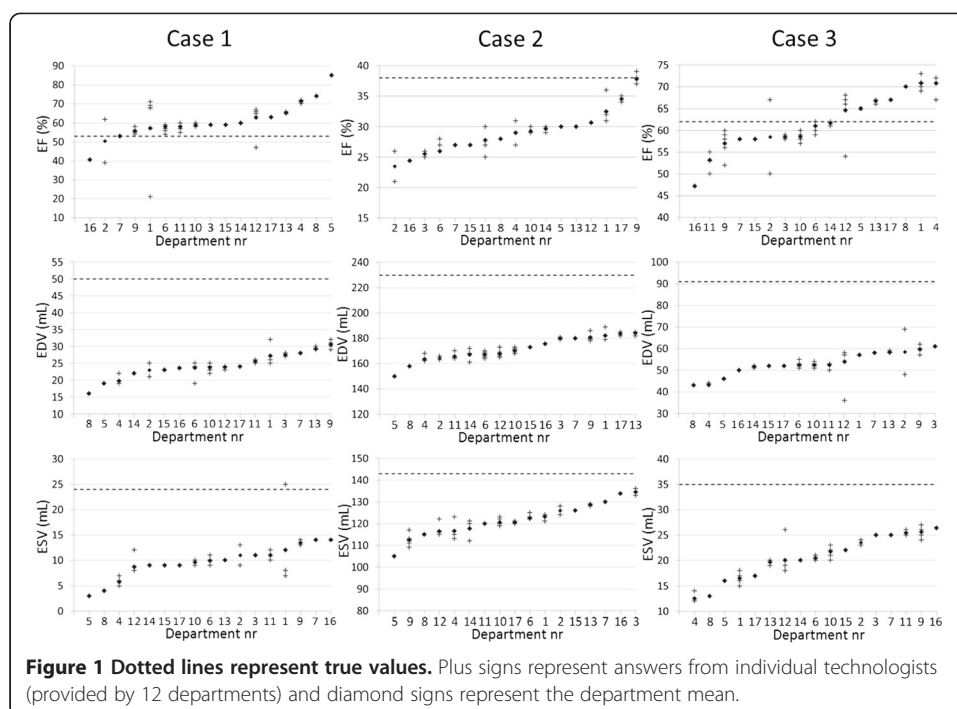 Case 1
Case 2
Case 3
EF (%)
90
80
70
60
50
40
30
20
10
16 2 7 9 1 6 11 10 3 15 14 12 17 13 4 8 5
Department nr
EF (%)
40
35
30
25
20
15
2 16 3 6 7 15 11 8 4 10 14 5 13 12 1 17 9
Department nr
EF (%)
75
70
65
60
55
50
45
40
16 11 9 7 15 2 3 10 6 14 12 5 13 17 8 1 4
Department nr
EDV (mL)
55
50
45
40
35
30
25
20
15
10
8 5 4 14 2 15 16 6 10 12 17 11 1 3 7 13 9
Department nr
EDV (mL)
240
220
200
180
160
140
120
5 8 4 11 14 6 12 10 15 16 3 7 9 1 17 13
Department nr
EDV (mL)
100
90
80
70
60
50
40
30
8 4 5 16 14 15 17 6 10 11 12 1 7 13 2 9 3
Department nr
ESV (mL)
30
25
20
15
10
5
0
5 8 4 12 14 15 17 9 10 6 13 2 3 11 1 9 7 16
Department nr
ESV (mL)
150
140
130
120
110
100
90
80
5 9 8 12 4 14 11 10 17 6 1 2 15 13 7 16 3
Department nr
ESV (mL)
40
35
30
25
20
15
10
4 8 5 1 17 13 12 14 6 10 15 2 3 7 11 9 16
Department nr
Figure 1 Dotted lines represent true values. Plus signs represent answers from individual technologists
(provided by 12 departments) and diamond signs represent the department mean.